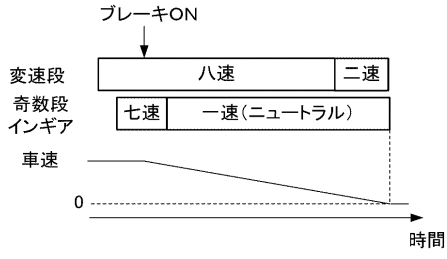 ブレーキON
変速段
八速
二速
奇数段
インギア
七速
一速(ニュートラル)
車速
0
時間